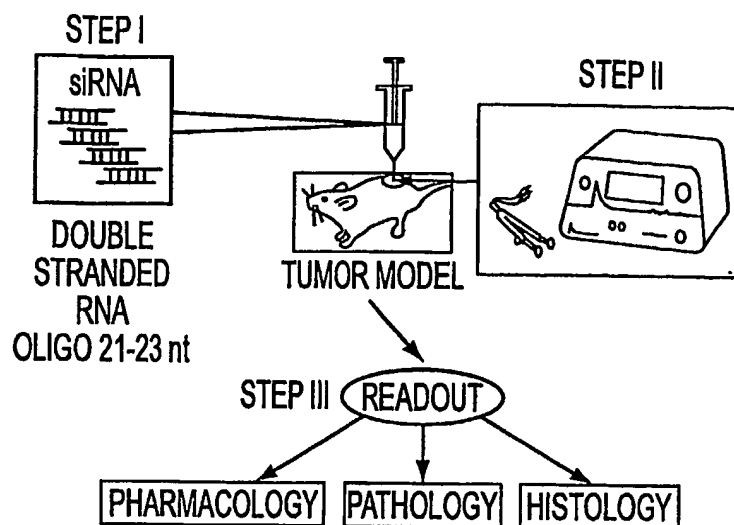 STEP I
siRNA
DOUBLE
STRANDED
RNA
OLIGO 21-23 nt
STEP II
TUMOR MODEL
STEP III
READOUT
PHARMACOLOGY
PATHOLOGY
HISTOLOGY